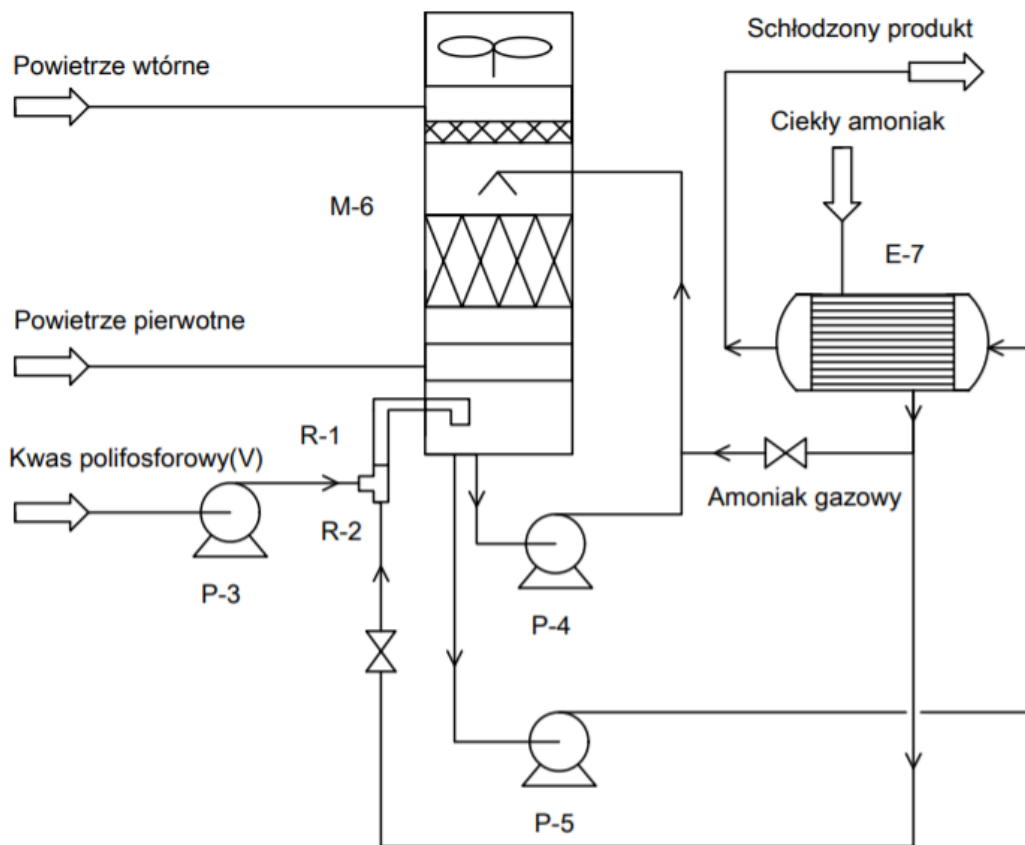 Schłodzony produkt
Powietrze wtórne
Ciekły amoniak
M-6
E-7
Powietrze pierwotne
R-1
Kwas polifosforowy(V)
Amoniak gazowy
R-2
P-3
P-4
P-5